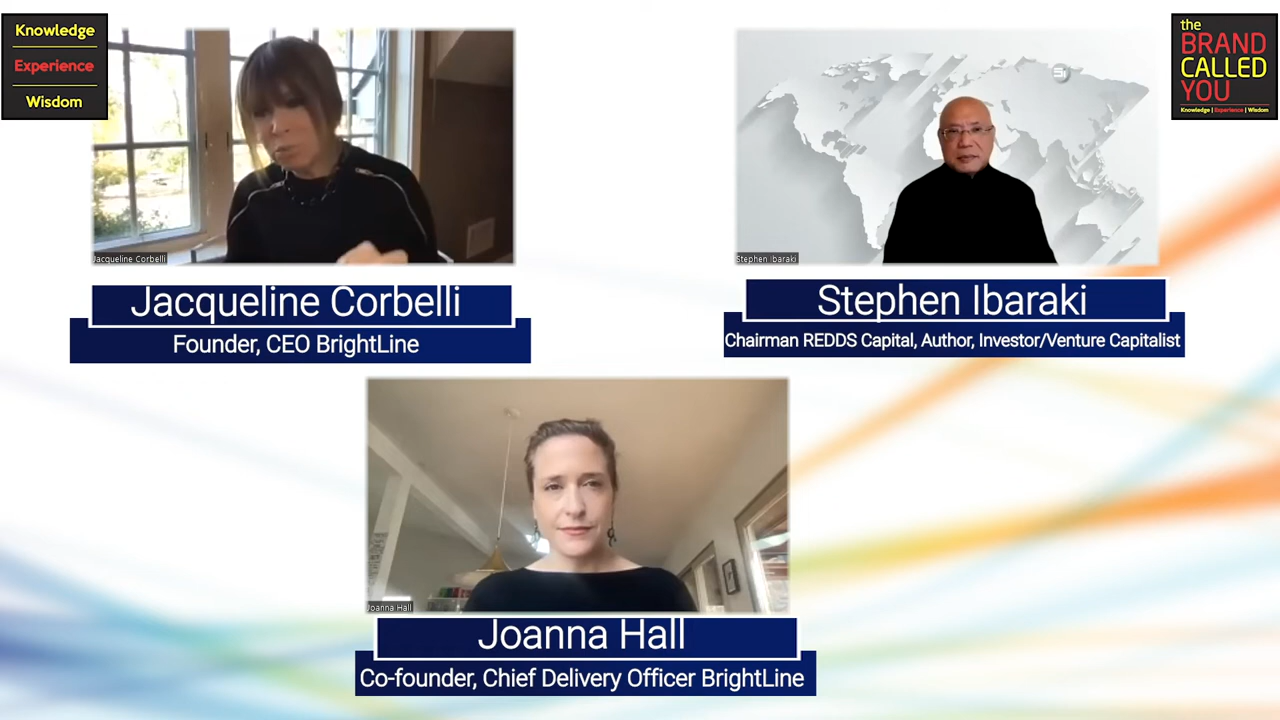 Knowledge
Experience
Wisdom
the
BRAND
CALLED
YOU
Knowledge | Experience | Wisdom
Si
Jacqueline Corbelli
Stephen Ibaraki
Jacqueline Corbelli
Founder, CEO BrightLine
Stephen Ibaraki
Chairman REDDS Capital, Author, Investor/Venture Capitalist
Joanna Hall
Joanna Hall
Co-founder, Chief Delivery Officer BrightLine